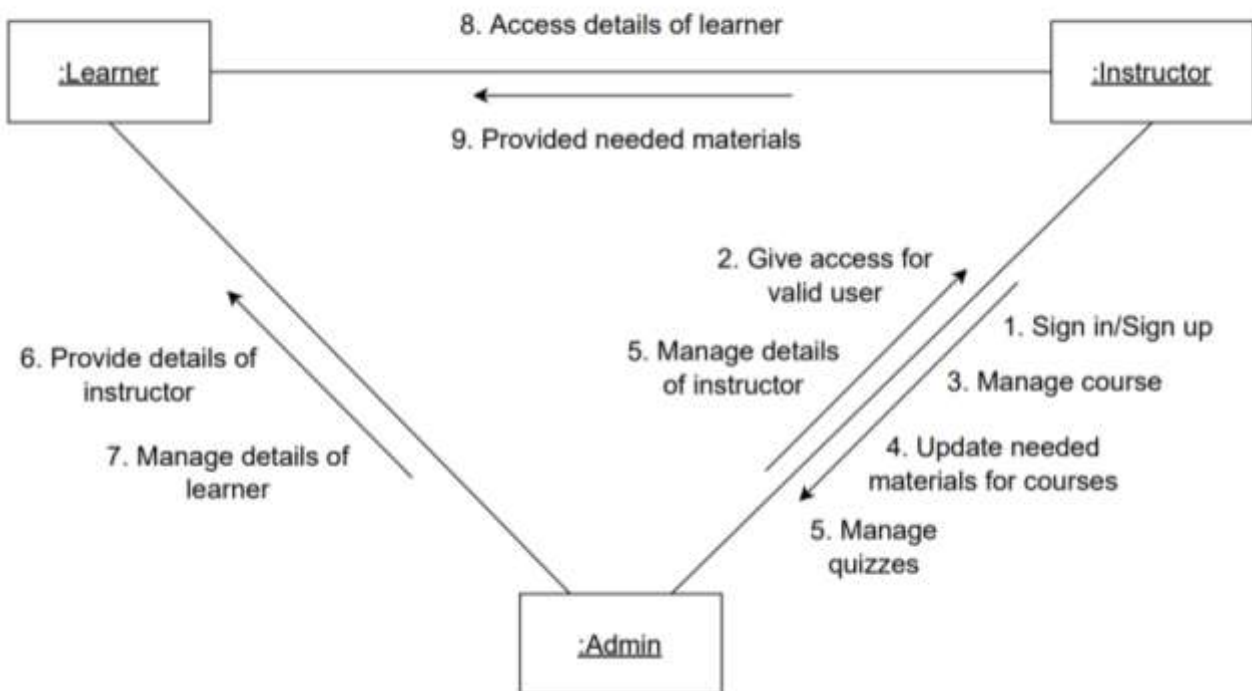 8. Access details of learner
:Learner
:Instructor
9. Provided needed materials
2. Give access for
valid user
1. Sign in/Sign up
5. Manage details
of instructor
3. Manage course
6. Provide details of
instructor
4. Update needed
materials for courses
7. Manage details of
learner
5. Manage
quizzes
:Admin